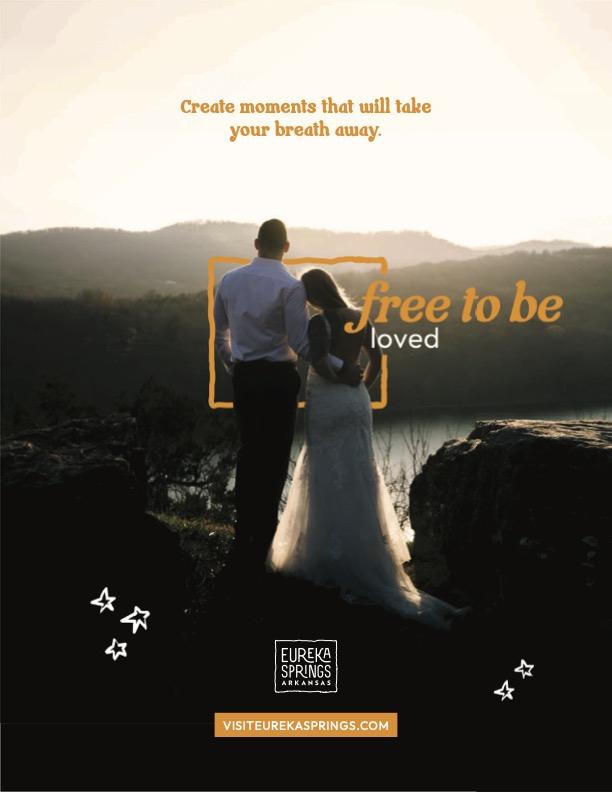 Create moments that will take
your breath away.
free to be
loved
EUREKA
SPRINGS
ARKANSAS
VISITEUREKASPRINGS.COM